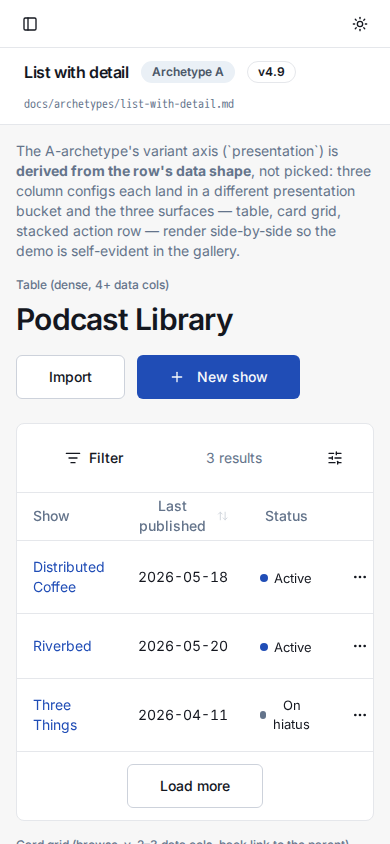 List with detail Archetype A v4.9
docs/archetypes/list-with-detail.md
The A-archetype's variant axis (`presentation`) is
derived from the row's data shape, not picked: three
column configs each land in a different presentation
bucket and the three surfaces — table, card grid,
stacked action row — render side-by-side so the
demo is self-evident in the gallery.
Table (dense, 4+ data cols)
Podcast Library
Import
New show
Filter 3 results
Show Last published Status
Distributed Coffee 2026-05-18 Active
Riverbed 2026-05-20 Active
Three Things 2026-04-11 On hiatus
Load more